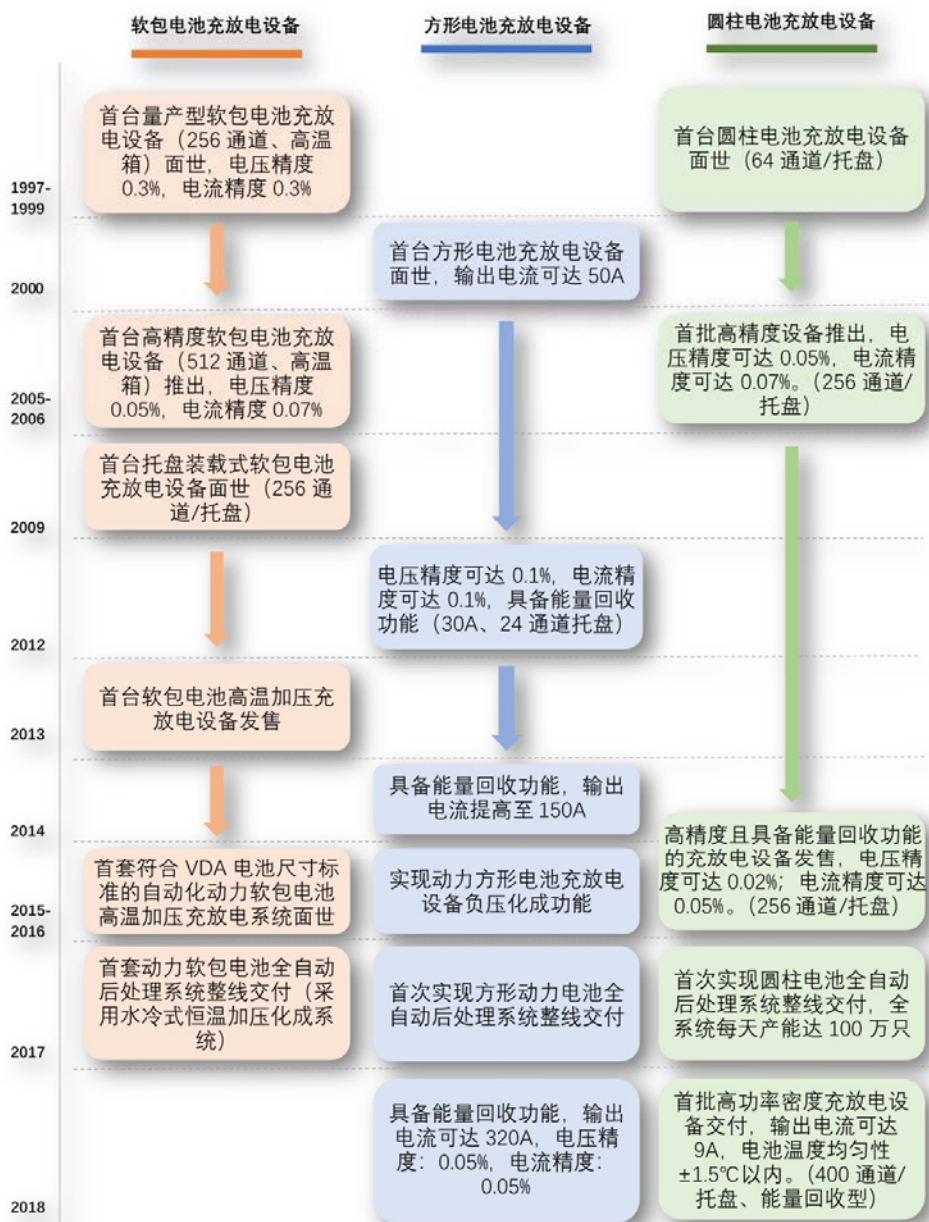 软包电池充放电设备
方形电池充放电设备
圆柱电池充放电设备
首台量产型软包电池充放
电设备（256 通道、高温
箱）面世，电压精度
0.3%, 电流精度 0.3%
首台圆柱电池充放电设备
面世（64 通道/托盘）
1997-
1999
首台方形电池充放电设备
面世，输出电流可达 50A
2000
首台高精度软包电池充放
电设备（512 通道、高温
箱）推出，电压精度
0.05%, 电流精度 0.07%
首批高精度设备推出，电
压精度可达 0.05%, 电流精
度可达 0.07%。（256 通道/
托盘）
2005-
2006
首台托盘装载式软包电池
充放电设备面世（256 通
道/托盘）
2009
电压精度可达 0.1%, 电流精
度可达 0.1%, 具备能量回收
功能（30A、24 通道托盘）
2012
首台软包电池高温加压充
放电设备发售
2013
具备能量回收功能，输出
电流提高至 150A
2014
首套符合 VDA 电池尺寸标
准的自动化动力软包电池
高温加压充放电系统面世
实现动力方形电池充放电
设备负压化成功能
高精度且具备能量回收功能
的充放电设备发售，电压精
度可达 0.02%；电流精度可达
0.05%。（256 通道/托盘）
2015-
2016
首套动力软包电池全自动
后处理系统整线交付（采
用水冷式恒温加压化成系
统）
首次实现方形动力电池全
自动后处理系统整线交付
首次实现圆柱电池全自动
后处理系统整线交付，全
系统每天产能达 100 万只
2017
具备能量回收功能，输出
电流可达 320A，电压精
度：0.05%, 电流精度：
0.05%
首批高功率密度充放电设
备交付，输出电流可达
9A，电池温度均匀性
±1.5℃以内。（400 通道/
托盘、能量回收型）
2018